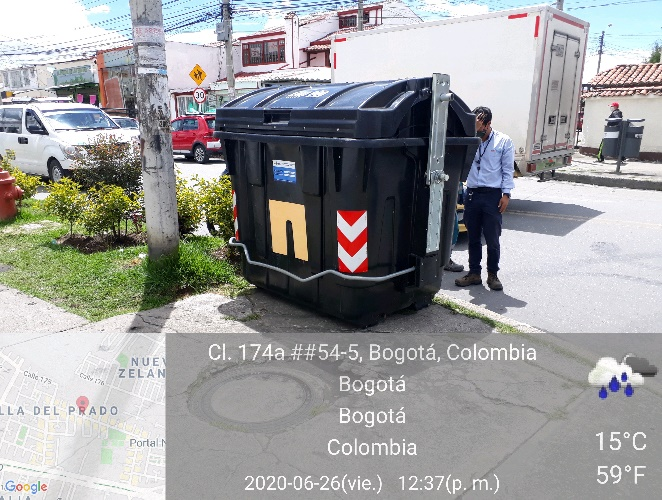 30
n
Cl. 174a ##54-5, Bogotá, Colombia
Bogotá
Bogotá
Colombia
2020-06-26(vie.) 12:37(p. m.)
15°C
59°F
NUEV
ZELAN
Calle 175
LLA DEL PRADO
Portal N
Google